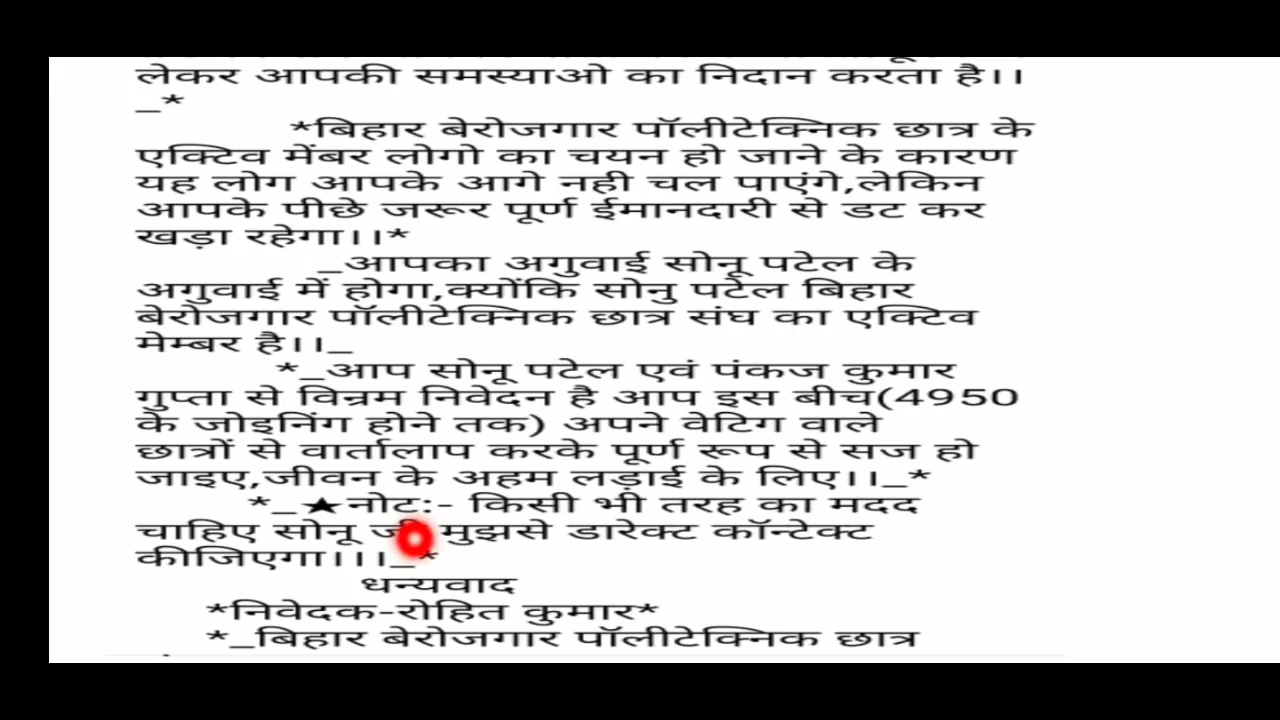 लेकर आपकी समस्याओ का निदान करता है।।
_*
*बिहार बेरोजगार पॉलीटेक्निक छात्र के
एक्टिव मेंबर लोगो का चयन हो जाने के कारण
यह लोग आपके आगे नही चल पाएंगे,लेकिन
आपके पीछे जरूर पूर्ण ईमानदारी से डट कर
खड़ा रहेगा।।*
_आपका अगुवाई सोनू पटेल के
अगुवाई में होगा,क्योंकि सोनु पटेल बिहार
बेरोजगार पॉलीटेक्निक छात्र संघ का एक्टिव
मेम्बर है।।_
*_आप सोनू पटेल एवं पंकज कुमार
गुप्ता से विन्रम निवेदन है आप इस बीच(4950
के जोइनिंग होने तक) अपने वेटिग वाले
छात्रों से वार्तालाप करके पूर्ण रूप से सज हो
जाइए,जीवन के अहम लड़ाई के लिए।।_*
*_★नोट:- किसी भी तरह का मदद
चाहिए सोनू जी मुझसे डारेक्ट कॉन्टेक्ट
कीजिएगा।।।_*
धन्यवाद
*निवेदक-रोहित कुमार*
*_बिहार बेरोजगार पॉलीटेक्निक छात्र